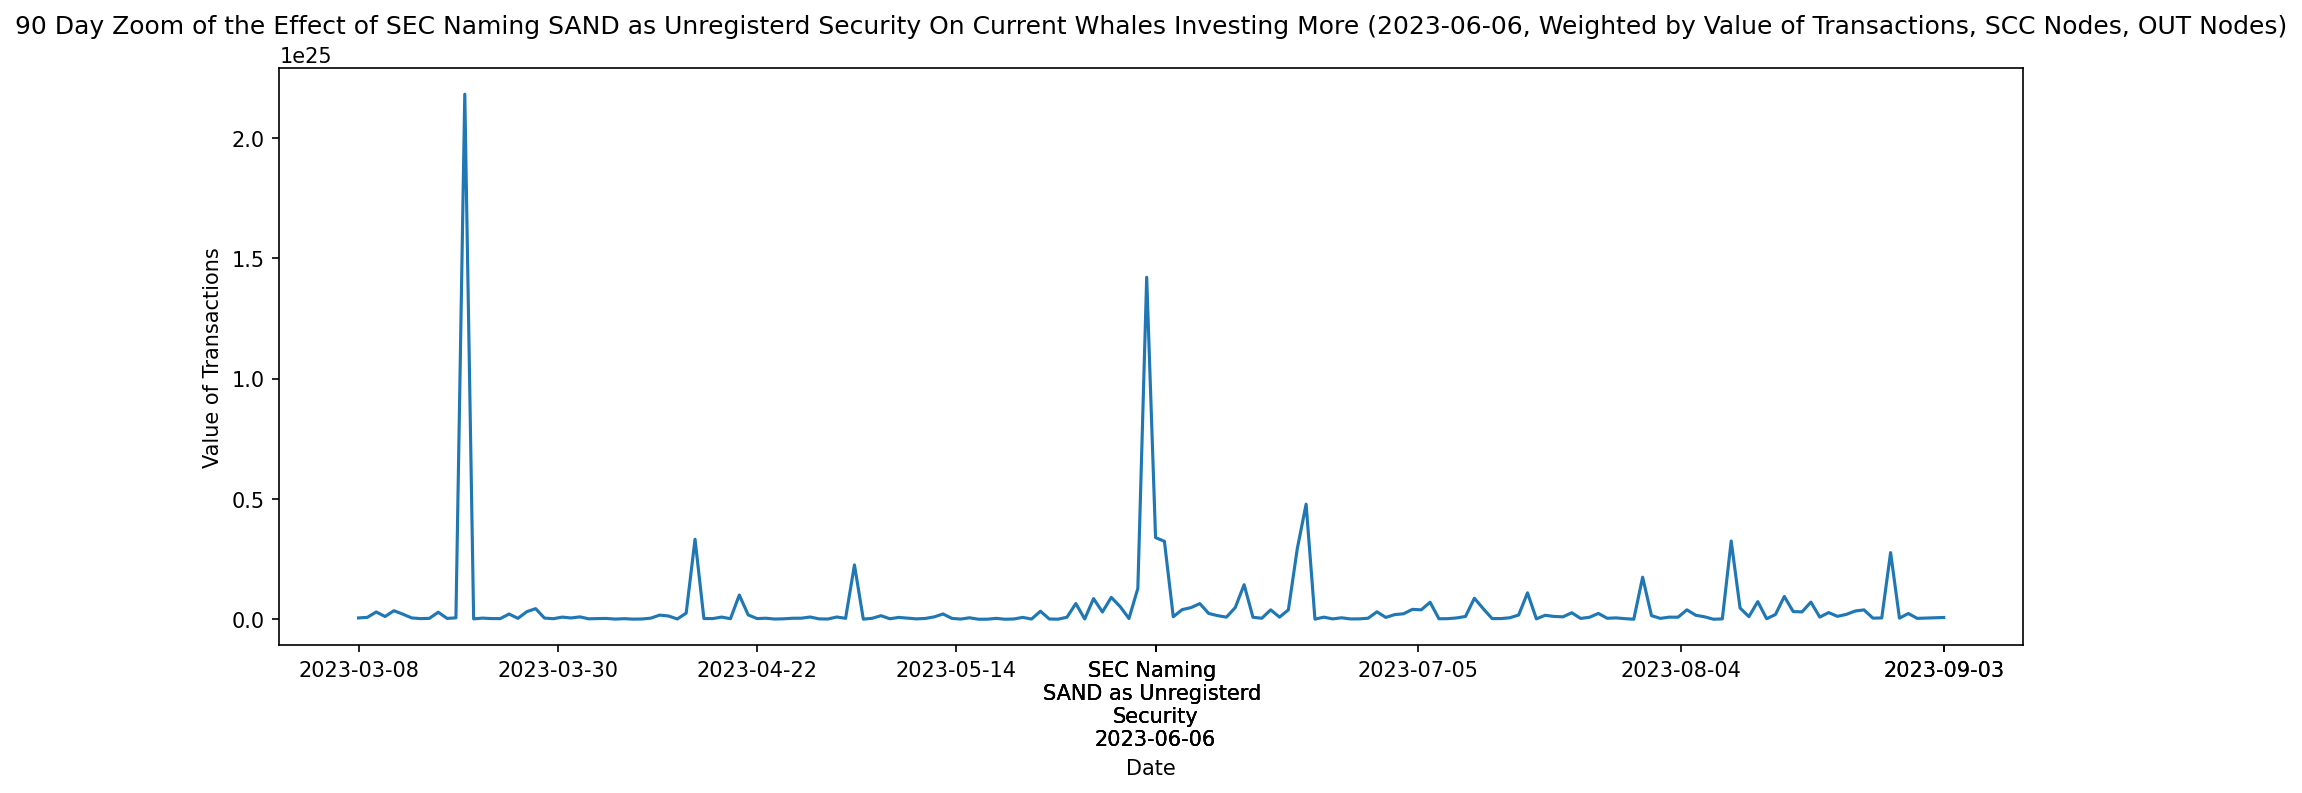 90 Day Zoom of the Effect of SEC Naming SAND as Unregisterd Security On Current Whales Investing More (2023-06-06, Weighted by Value of Transactions, SCC Nodes, OUT Nodes)
1e25
2.0
1.5
1.0
0.5
0.0
Value of Transactions
2023-03-08
2023-03-30
2023-04-22
2023-05-14
SEC Naming
SAND as Unregisterd
Security
2023-06-06
2023-07-05
2023-08-04
2023-09-03
Date